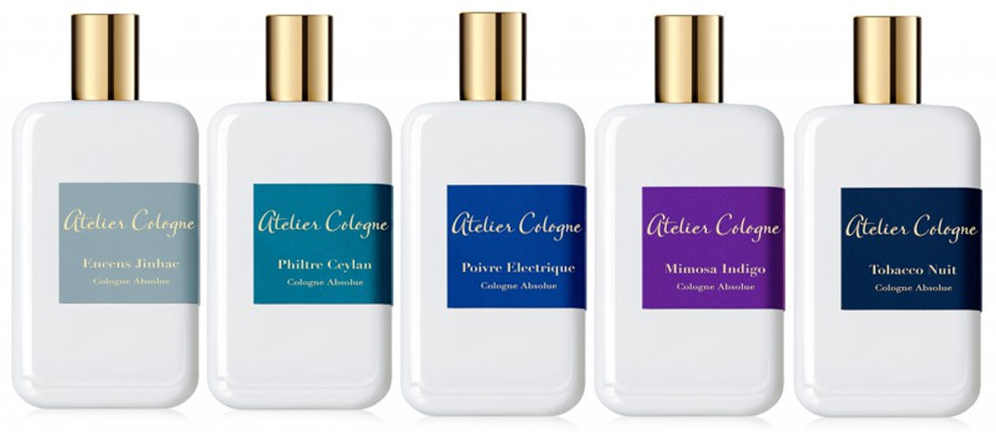 Atelier Cologne
Encens Jinhae
Cologne Absolue
Atelier Cologne
Philtre Ceylan
Cologne Absolue
Atelier Cologne
Poivre Electrique
Cologne Absolue
Atelier Cologne
Mimosa Indigo
Cologne Absolue
Atelier Cologne
Tobacco Nuit
Cologne Absolue